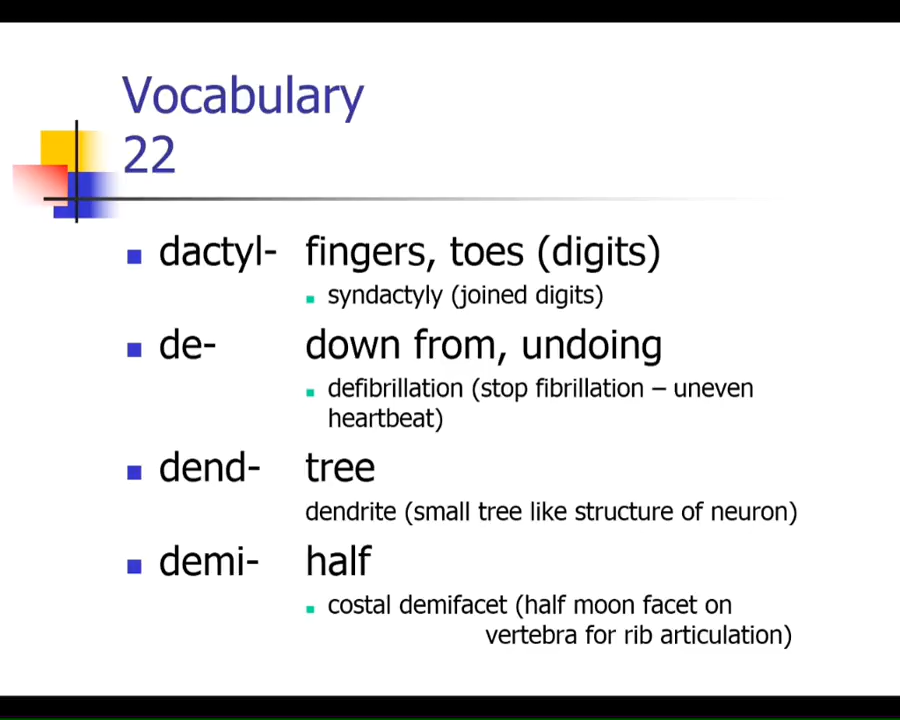 Vocabulary
22
dactyl- fingers, toes (digits)
syndactyly (joined digits)
de- down from, undoing
defibrillation (stop fibrillation – uneven
heartbeat)
dend- tree
dendrite (small tree like structure of neuron)
demi- half
costal demifacet (half moon facet on
vertebra for rib articulation)